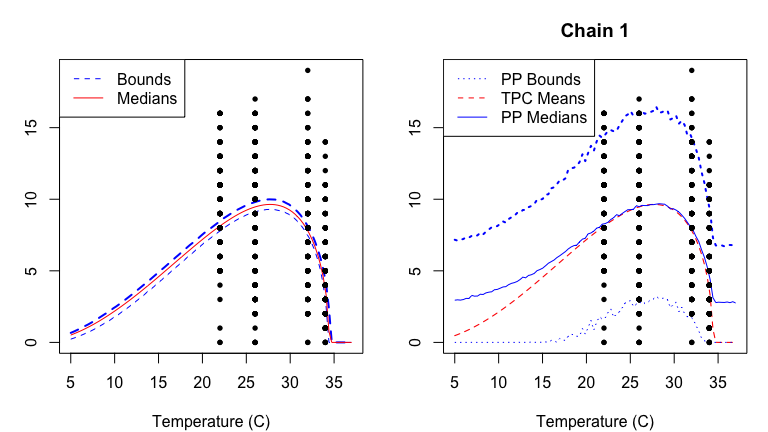 Bounds
Medians
15
10
5
0
5 10 15 20 25 30 35
Temperature (C)
Chain 1
PP Bounds
TPC Means
PP Medians
15
10
5
0
5 10 15 20 25 30 35
Temperature (C)